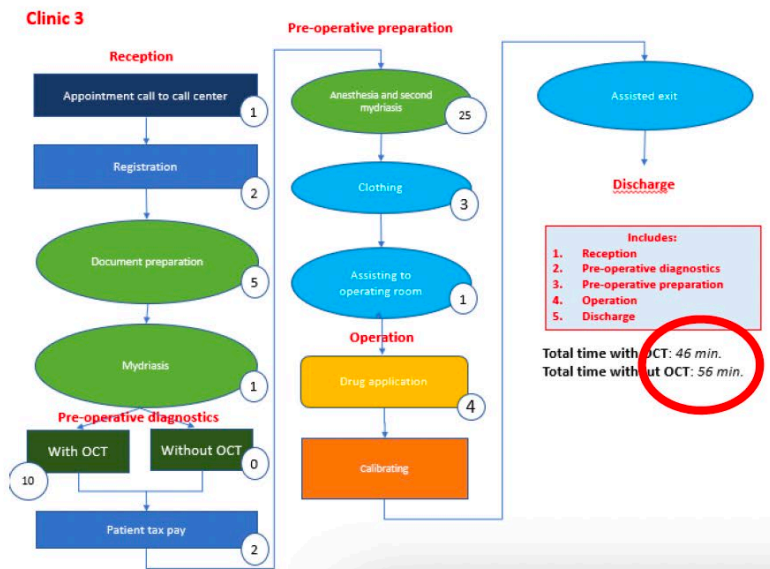 Clinic 3
Reception
Appointment call to call center
1
Registration
2
Document preparation
5
Mydriasis
1
Pre-operative diagnostics
With OCT
10
Without OCT
0
Patient tax pay
2
Pre-operative preparation
Anesthesia and second
mydriasis
25
Clothing
3
Assisting to
operating room
1
Operation
Drug application
4
Calibrating
Assisted exit
Discharge
Includes:
1. Reception
2. Pre-operative diagnostics
3. Pre-operative preparation
4. Operation
5. Discharge
Total time with OCT: 46 min.
Total time without OCT: 56 min.